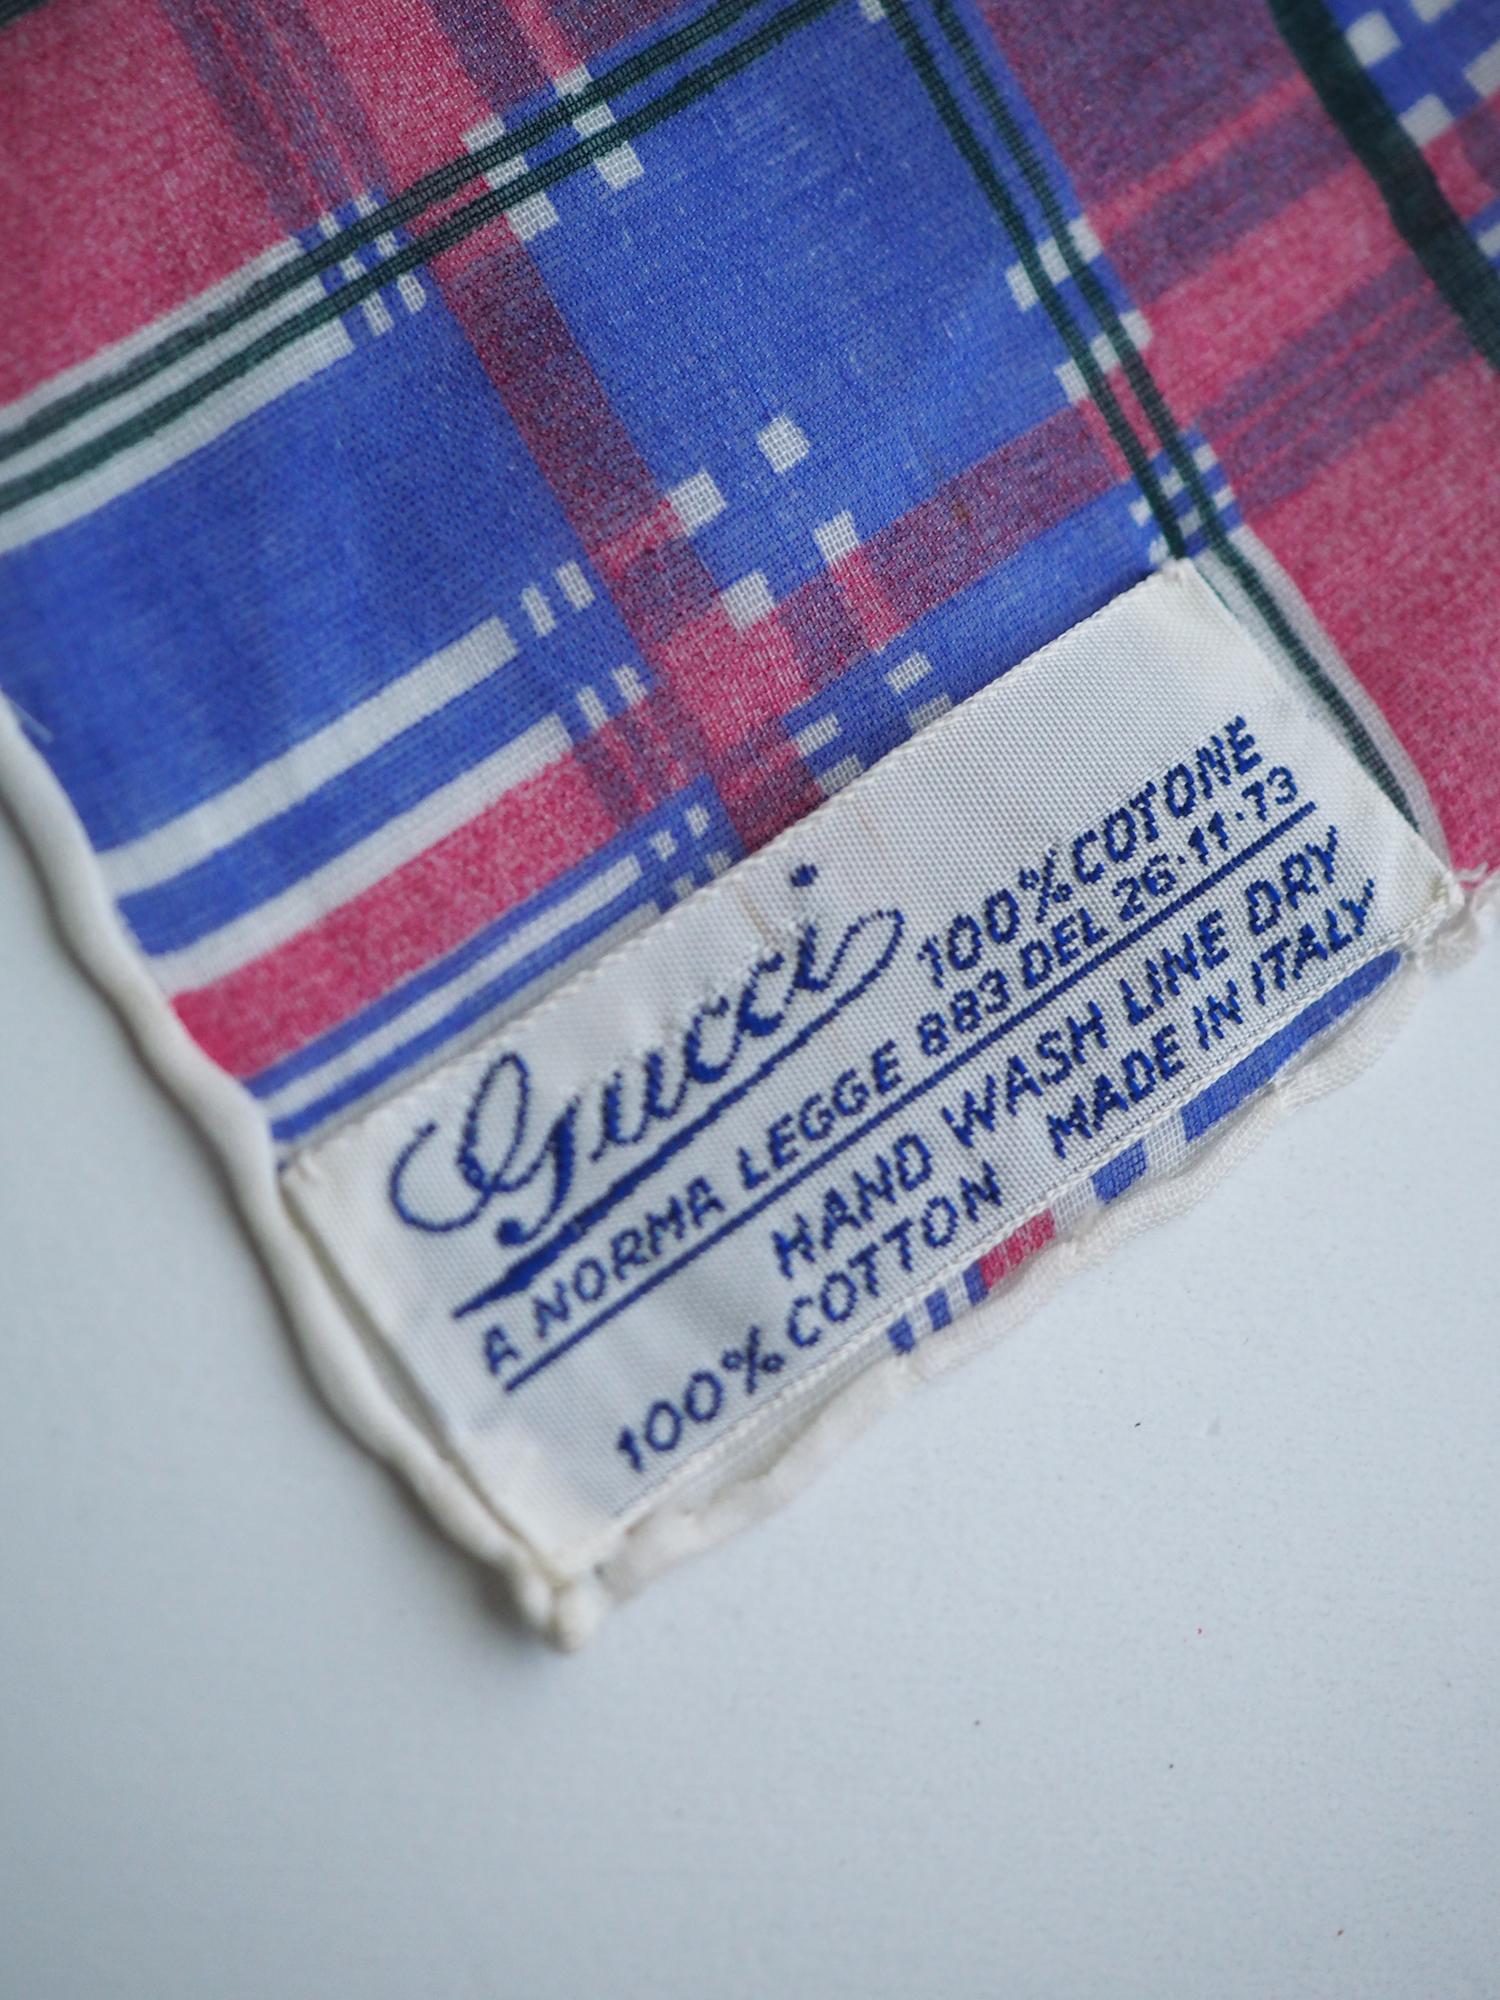 Gucci 100% COTONE
A NORMA LEGGE 883 DEL 26·11·73
HAND WASH LINE DRY
100% COTTON MADE IN ITALY